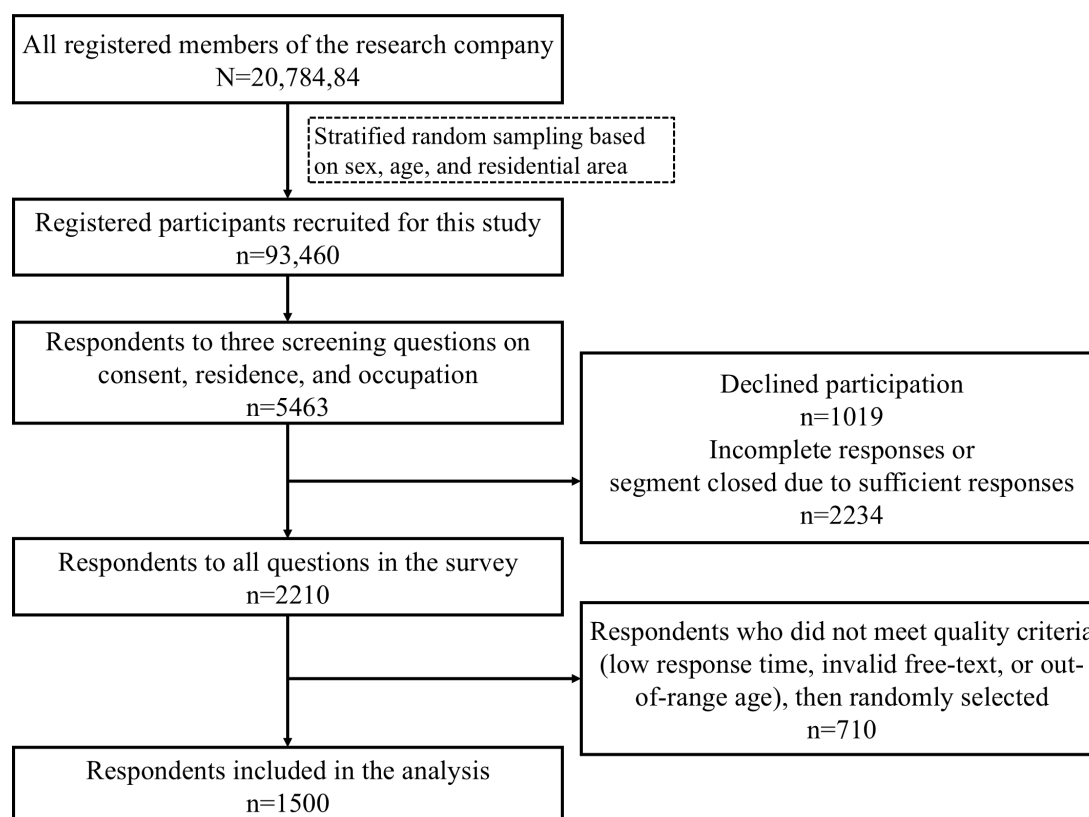 All registered members of the research company
N=20,784,84
Stratified random sampling based
on sex, age, and residential area
Registered participants recruited for this study
n=93,460
Respondents to three screening questions on
consent, residence, and occupation
n=5463
Declined participation
n=1019
Incomplete responses or
segment closed due to sufficient responses
n=2234
Respondents to all questions in the survey
n=2210
Respondents who did not meet quality criteria
(low response time, invalid free-text, or out-
of-range age), then randomly selected
n=710
Respondents included in the analysis
n=1500